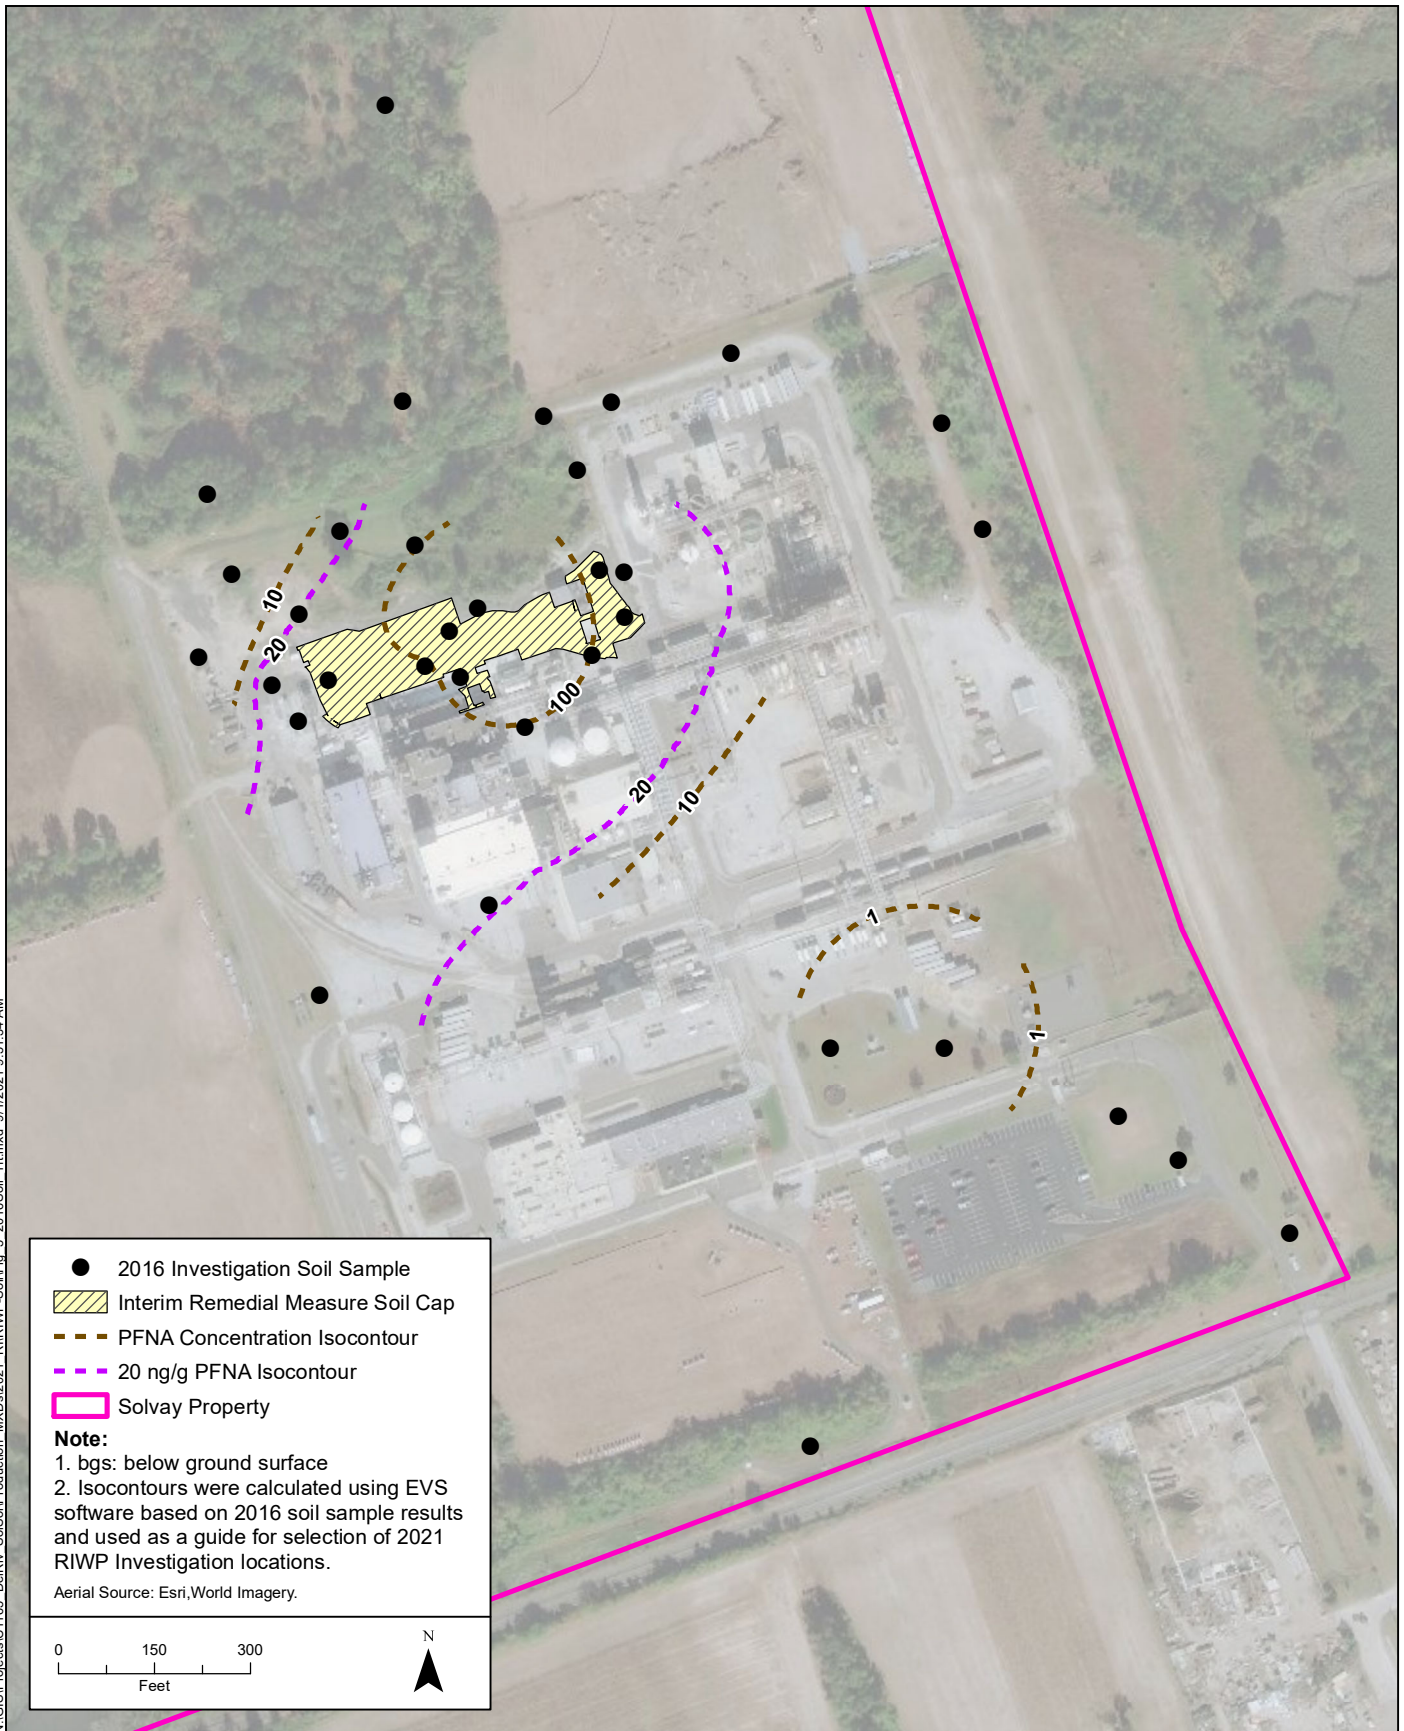 10
20
100
20
10
1
1
2016 Investigation Soil Sample
Interim Remedial Measure Soil Cap
PFNA Concentration Isocontour
20 ng/g PFNA Isocontour
Solvay Property
Note:
1. bgs: below ground surface
2. Isocontours were calculated using EVS
software based on 2016 soil sample results
and used as a guide for selection of 2021
RIWP Investigation locations.
Aerial Source: Esri,World Imagery.
0 150 300
Feet
N